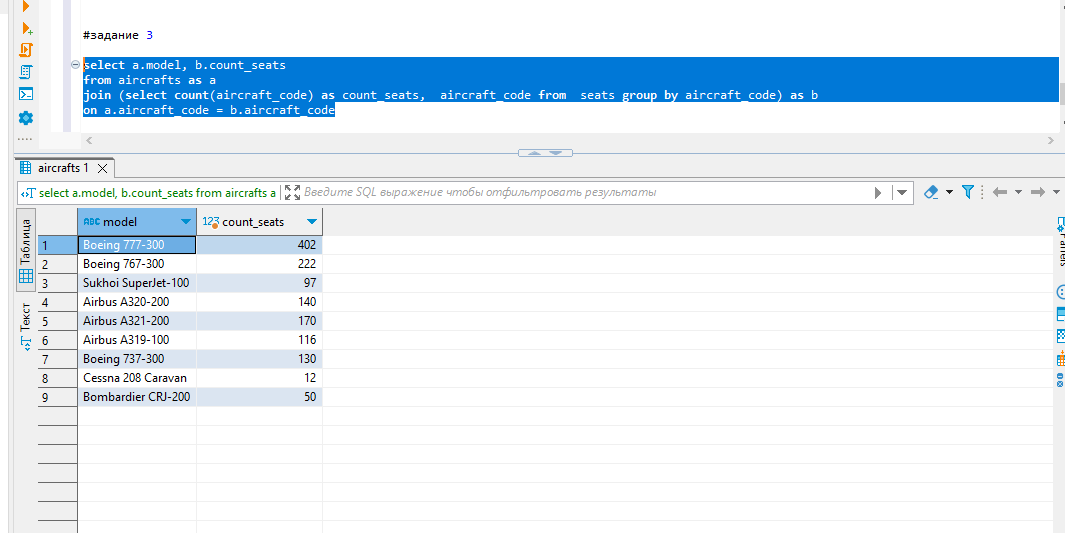 #задание 3
select a.model, b.count_seats
from aircrafts as a
join (select count(aircraft_code) as count_seats,  aircraft_code from  seats group by aircraft_code) as b
on a.aircraft_code = b.aircraft_code
aircrafts 1
select a.model, b.count_seats from aircrafts a
Введите SQL выражение чтобы отфильтровать результаты
Таблица
Текст
ABC model
123 count_seats
1 Boeing 777-300 402
2 Boeing 767-300 222
3 Sukhoi SuperJet-100 97
4 Airbus A320-200 140
5 Airbus A321-200 170
6 Airbus A319-100 116
7 Boeing 737-300 130
8 Cessna 208 Caravan 12
9 Bombardier CRJ-200 50